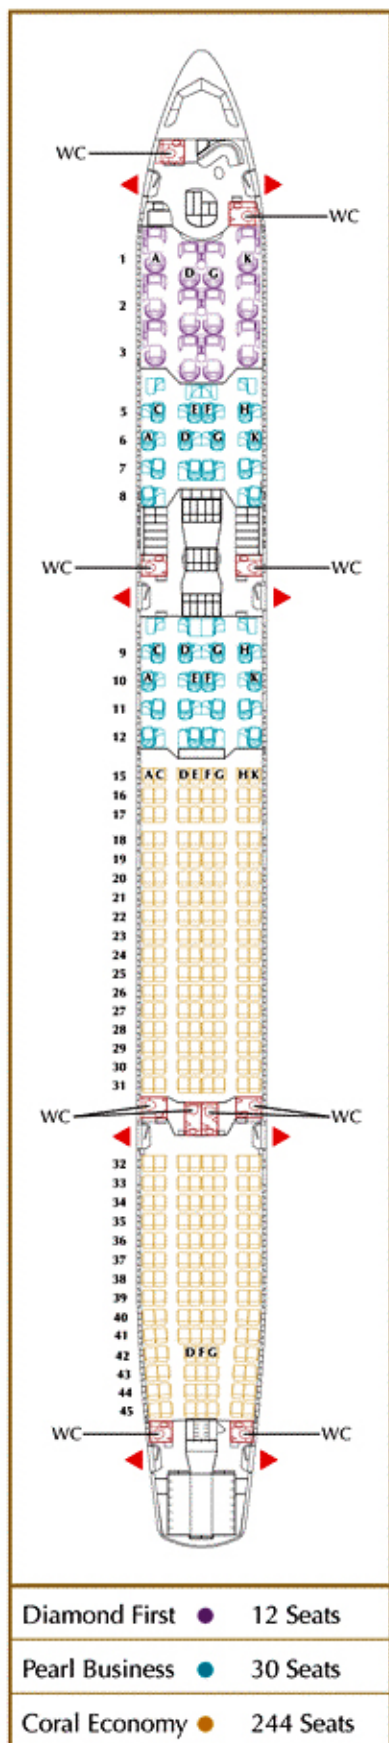 WC
WC
1 A K
D G
2
3
5 C E F H
6 A D G K
7
8
WC WC
9 C D G H
10 A E F K
11
12
15 A C D E F G H K
16
17
18
19
20
21
22
23
24
25
26
27
28
29
30
31
WC WC
32
33
34
35
36
37
38
39
40
41
42 D F G
43
44
45
WC WC
Diamond First 12 Seats
Pearl Business 30 Seats
Coral Economy 244 Seats